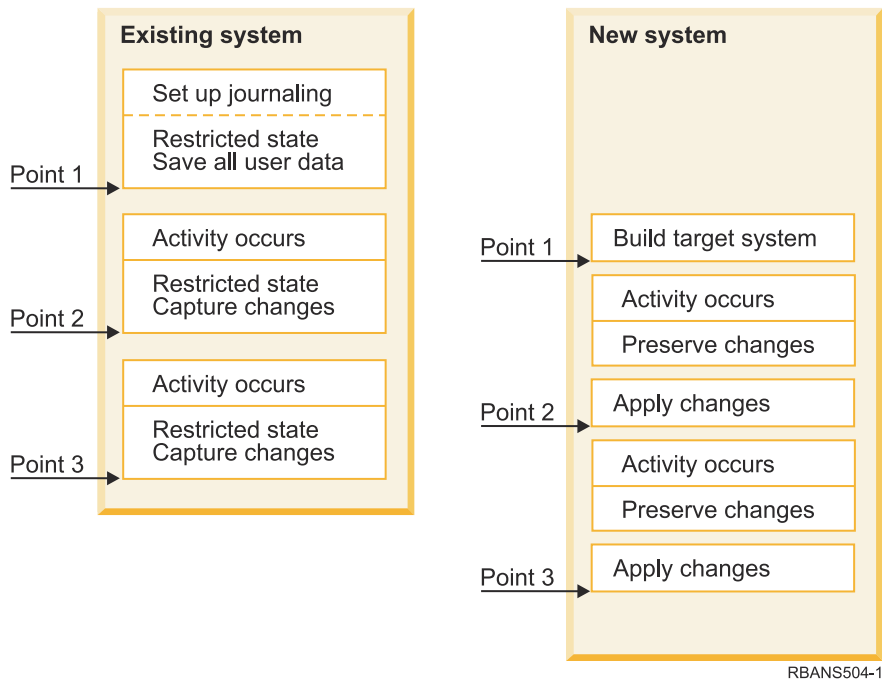 Existing system
Set up journaling
Restricted state
Save all user data
Point 1
Activity occurs
Restricted state
Capture changes
Point 2
Activity occurs
Restricted state
Capture changes
Point 3
New system
Build target system
Point 1
Activity occurs
Preserve changes
Apply changes
Point 2
Activity occurs
Preserve changes
Apply changes
Point 3
RBANS504-1